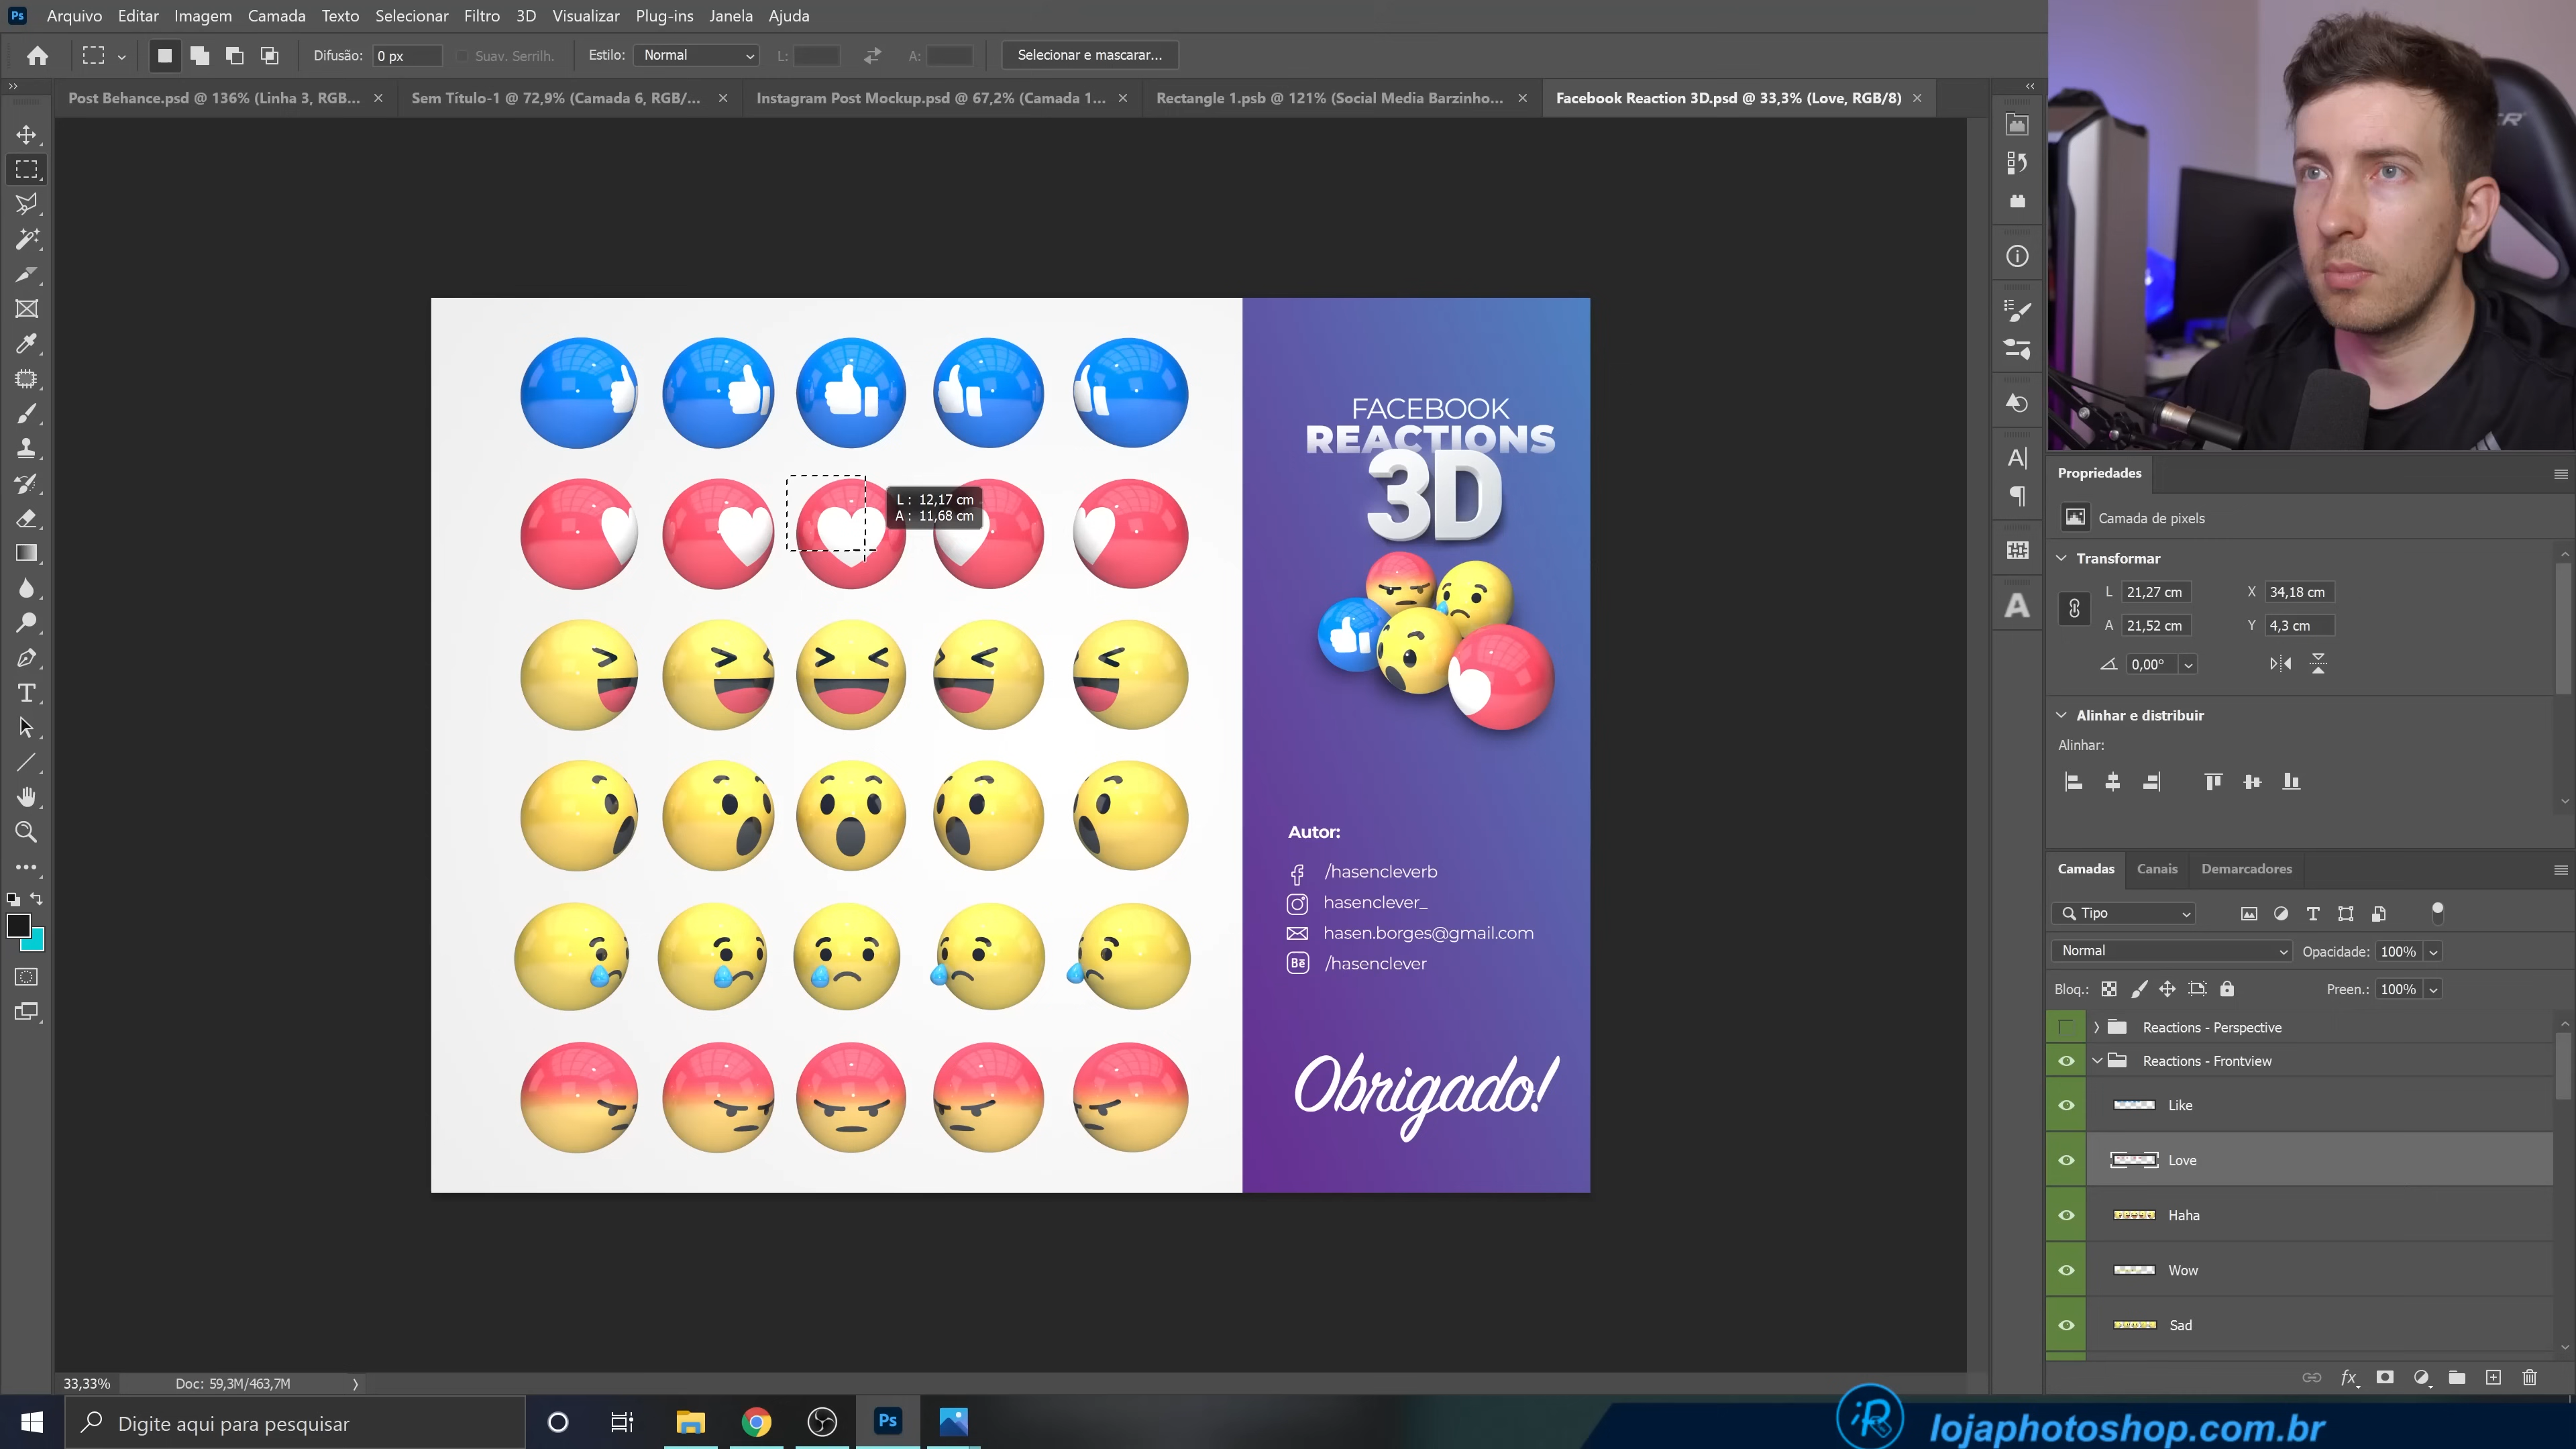 Ps Arquivo Editar Imagem Camada Texto Selecionar Filtro 3D Visualizar Plug-ins Janela Ajuda
Difusão: 0 px Suav. Serrilh. Estilo: Normal L: A: Selecionar e mascarar...
Post Behance.psd @ 136% (Linha 3, RGB... × Sem Título-1 @ 72,9% (Camada 6, RGB/... × Instagram Post Mockup.psd @ 67,2% (Camada 1... × Rectangle 1.psb @ 121% (Social Media Barzinho... × Facebook Reaction 3D.psd @ 33,3% (Love, RGB/8) ×
L: 12,17 cm
A: 11,68 cm
FACEBOOK
REACTIONS
3D
Autor:
/hasencleverb
hasenclever_
hasen.borges@gmail.com
Bē /hasenclever
Obrigado!
Propriedades
Camada de pixels
Transformar
L 21,27 cm X 34,18 cm
A 21,52 cm Y 4,3 cm
0,00°
Alinhar e distribuir
Alinhar:
Camadas Canais Demarcadores
Tipo
Normal Opacidade: 100%
Bloq.: Preen.: 100%
Reactions - Perspective
Reactions - Frontview
Like
Love
Haha
Wow
Sad
fx
33,33% Doc: 59,3M/463,7M
Digite aqui para pesquisar
Ps
iR lojaphotoshop.com.br